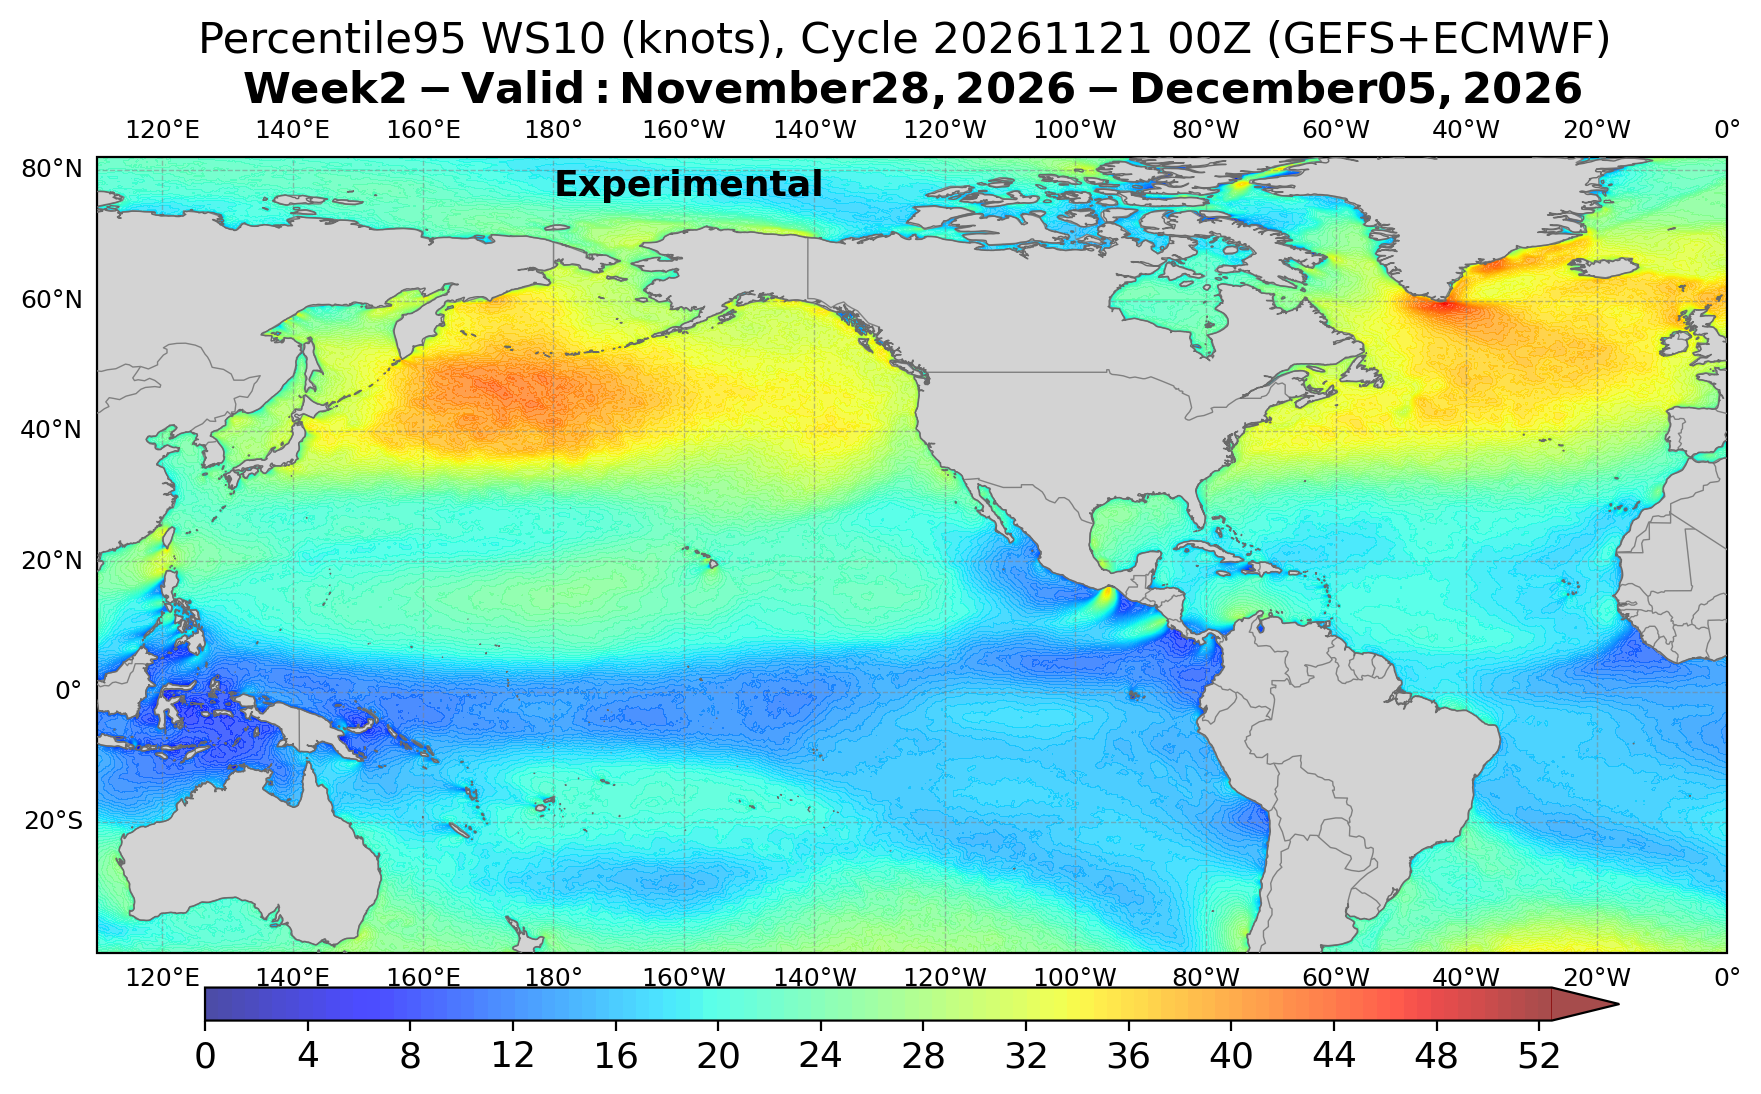 Percentile95 WS10 (knots), Cycle 20261121 00Z (GEFS+ECMWF)
Week2 − Valid : November28, 2026 − December05, 2026
120°E 140°E 160°E 180° 160°W 140°W 120°W 100°W 80°W 60°W 40°W 20°W 0°
80°N
Experimental
60°N
40°N
20°N
0°
20°S
120°E 140°E 160°E 180° 160°W 140°W 120°W 100°W 80°W 60°W 40°W 20°W 0°
0 4 8 12 16 20 24 28 32 36 40 44 48 52